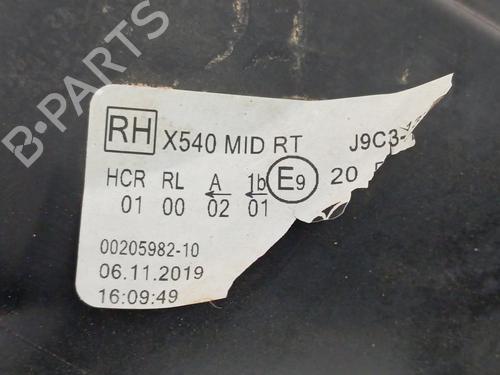 B-PARTS
RH X540 MID RT J9C3-
HCR RL A 1b E9 20
01 00 02 01
00205982-10
06.11.2019
16:09:49